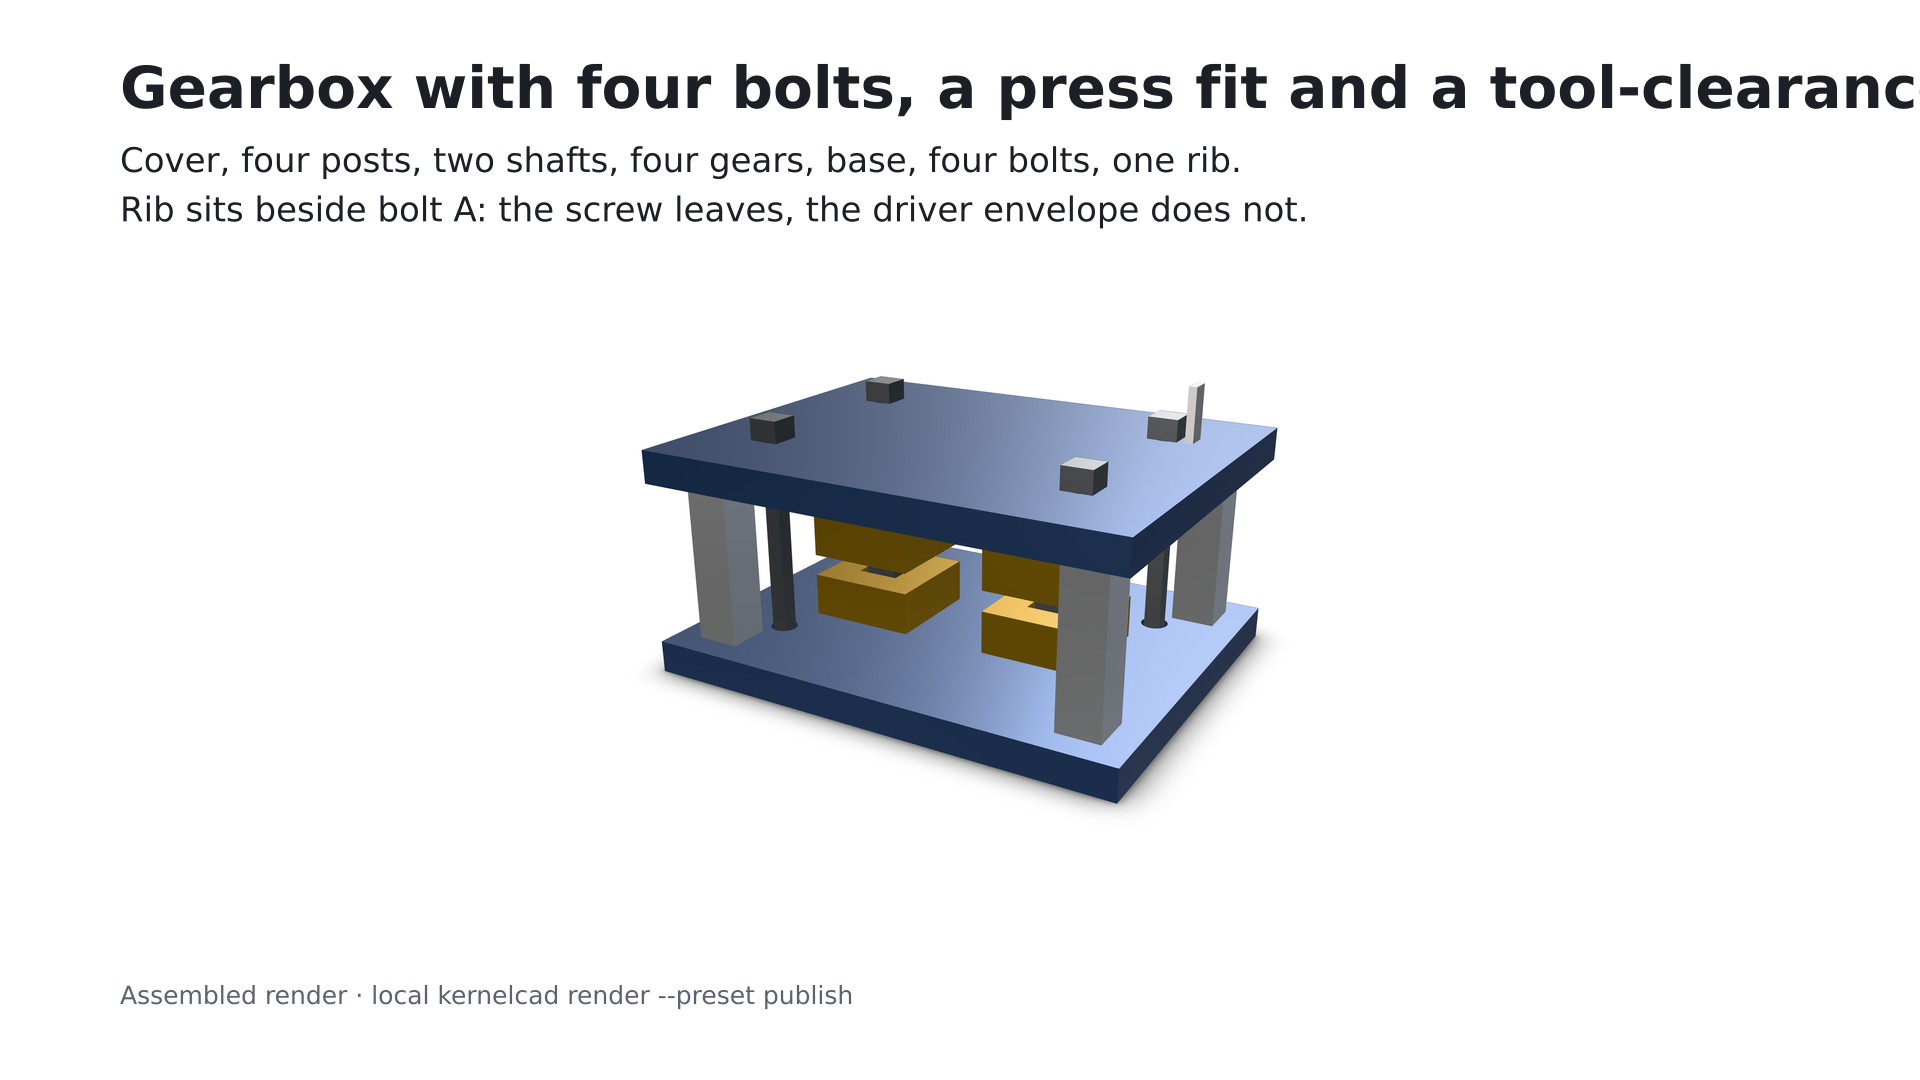 Gearbox with four bolts, a press fit and a tool-clearanc
Cover, four posts, two shafts, four gears, base, four bolts, one rib.
Rib sits beside bolt A: the screw leaves, the driver envelope does not.
Assembled render · local kernelcad render --preset publish